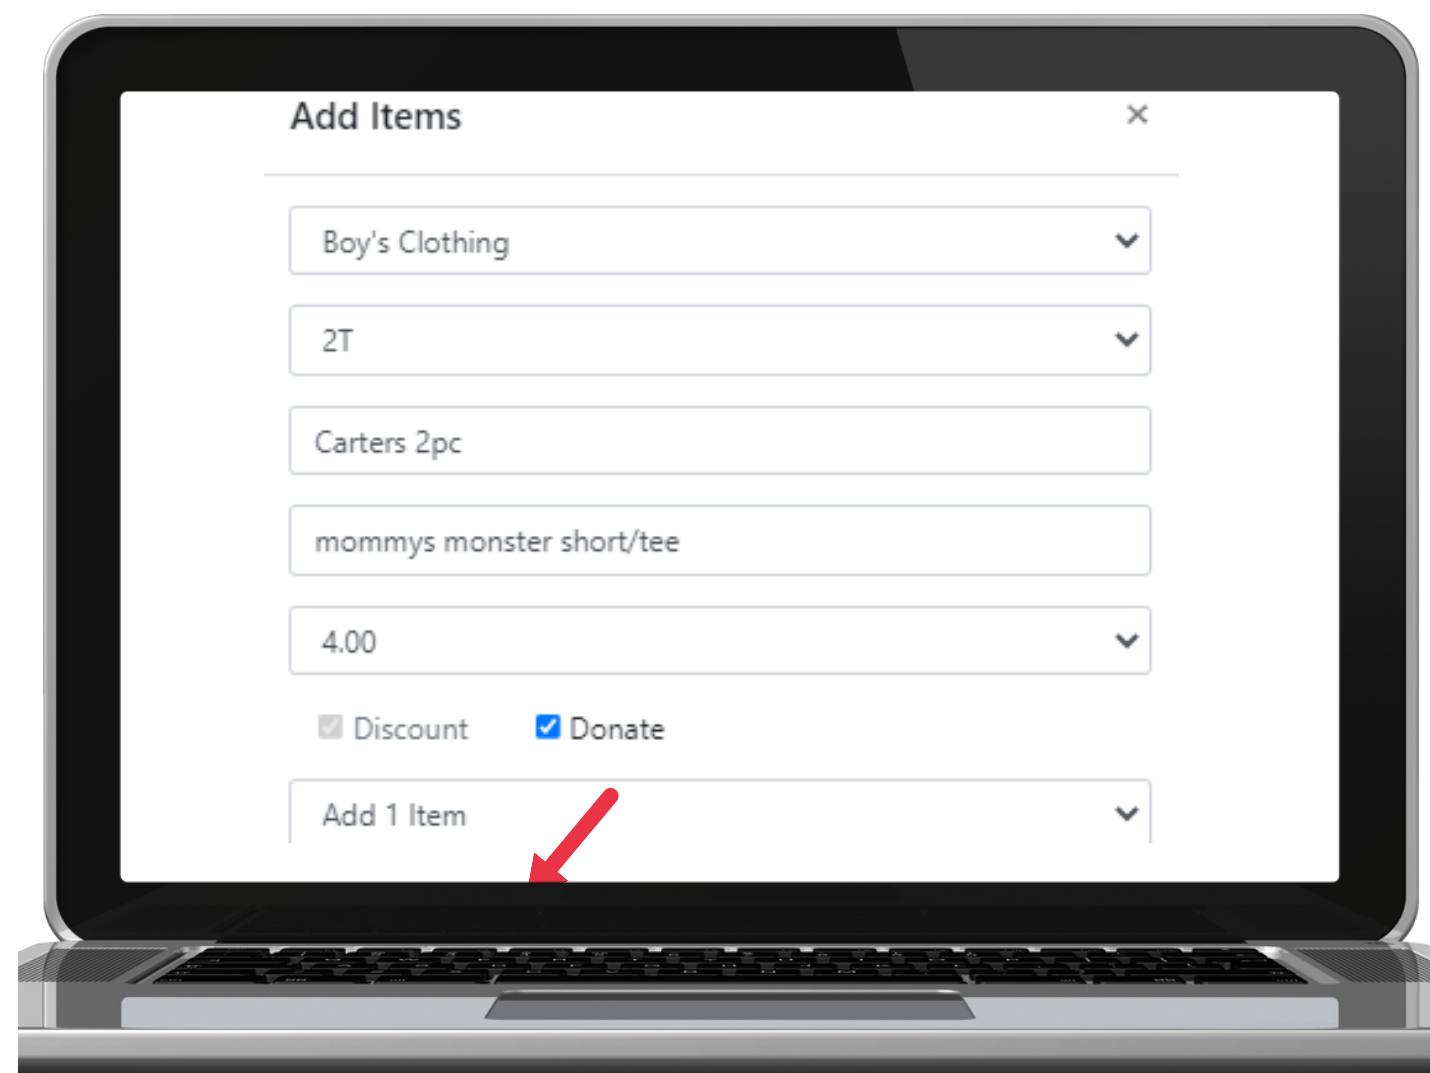 Add Items
×
Boy's Clothing
2T
Carters 2pc
mommys monster short/tee
4.00
Discount Donate
Add 1 Item